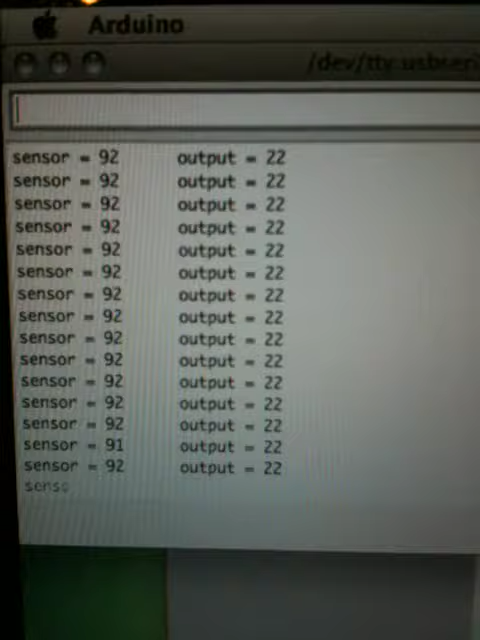 Arduino
/dev/tty.usbser
sensor = 92 output = 22
sensor = 92 output = 22
sensor = 92 output = 22
sensor = 92 output = 22
sensor = 92 output = 22
sensor = 92 output = 22
sensor = 92 output = 22
sensor = 92 output = 22
sensor = 92 output = 22
sensor = 92 output = 22
sensor = 92 output = 22
sensor = 92 output = 22
sensor = 92 output = 22
sensor = 91 output = 22
sensor = 92 output = 22
senso